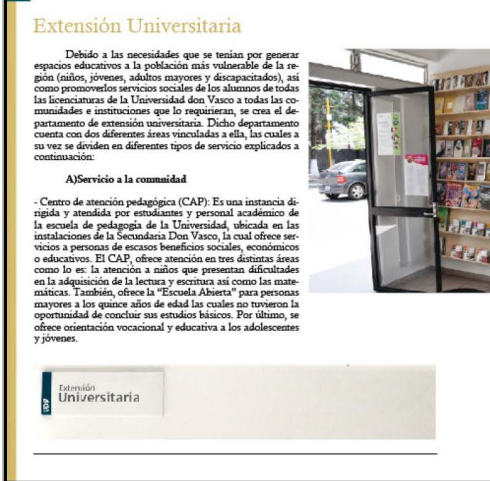 Extensión Universitaria
Debido a las necesidades que se tenían por generar
espacios educativos a la población más vulnerable de la re-
gión (niños, jóvenes, adultos mayores y discapacitados), así
como promoverlos servicios sociales de los alumnos de todas
las licenciaturas de la Universidad don Vasco a todas las co-
munidades e instituciones que lo requirieran, se crea el de-
partamento de extensión universitaria. Dicho departamento
cuenta con dos diferentes áreas vinculadas a ella, las cuales a
su vez se dividen en diferentes tipos de servicio explicados a
continuación:
A)Servicio a la comunidad
- Centro de atención pedagógica (CAP): Es una instancia di-
rigida y atendida por estudiantes y personal académico de
la escuela de pedagogía de la Universidad, ubicada en las
instalaciones de la Secundaria Don Vasco, la cual ofrece ser-
vicios a personas de escasos beneficios sociales, económicos
o educativos. El CAP, ofrece atención en tres distintas áreas
como lo es: la atención a niños que presentan dificultades
en la adquisición de la lectura y escritura así como las mate-
máticas. También, ofrece la “Escuela Abierta” para personas
mayores a los quince años de edad las cuales no tuvieron la
oportunidad de concluir sus estudios básicos. Por último, se
ofrece orientación vocacional y educativa a los adolescentes
y jóvenes.
Extensión
Universitaria